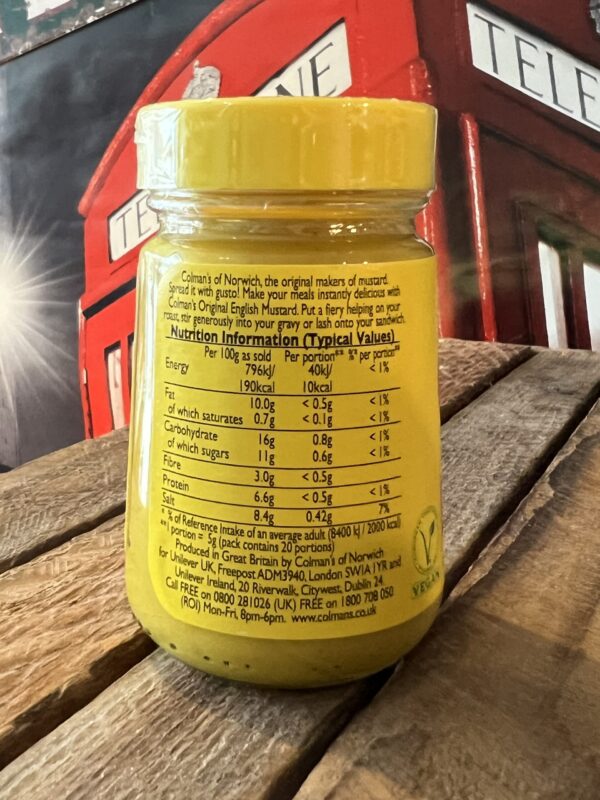 TELE
NE
TE
Colman's of Norwich, the original makers of mustard.
Spread it with gusto! Make your meals instantly delicious with
Colman's Original English Mustard. Put a fiery helping on your
roast, stir generously into your gravy or lash onto your sandwich.
Nutrition Information (Typical Values)
Per 100g as sold Per portion** %* per portion**
Energy 796kJ/ 40kJ/ < 1%
190kcal 10kcal
Fat 10.0g < 0.5g < 1%
of which saturates 0.7g < 0.1g < 1%
Carbohydrate 16g 0.8g < 1%
of which sugars 11g 0.6g < 1%
Fibre 3.0g < 0.5g
Protein 6.6g < 0.5g < 1%
Salt 8.4g 0.42g 7%
* % of Reference Intake of an average adult (8400 kJ / 2000 kcal)
**1 portion = 5g (pack contains 20 portions)
Produced in Great Britain by Colman's of Norwich
for Unilever UK, Freepost ADM3940, London SW1A 1YR and
Unilever Ireland, 20 Riverwalk, Citywest, Dublin 24.
Call FREE on 0800 281026 (UK) FREE on 1800 708 050
(ROI) Mon-Fri, 8pm-6pm. www.colmans.co.uk
VEGAN